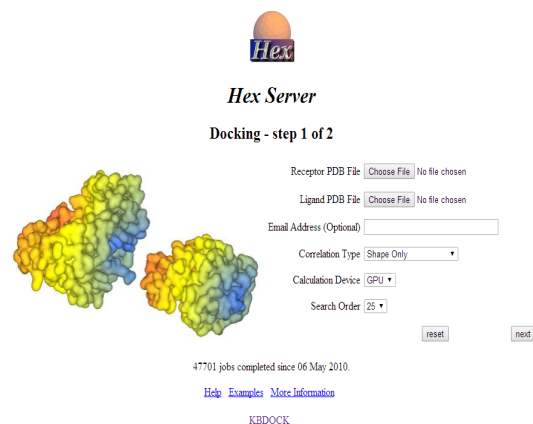 Hex
Hex Server
Docking - step 1 of 2
Receptor PDB File Choose File No file chosen
Ligand PDB File Choose File No file chosen
Email Address (Optional)
Correlation Type Shape Only
Calculation Device GPU
Search Order 25
reset next
47701 jobs completed since 06 May 2010.
Help Examples More Information
KBDOCK